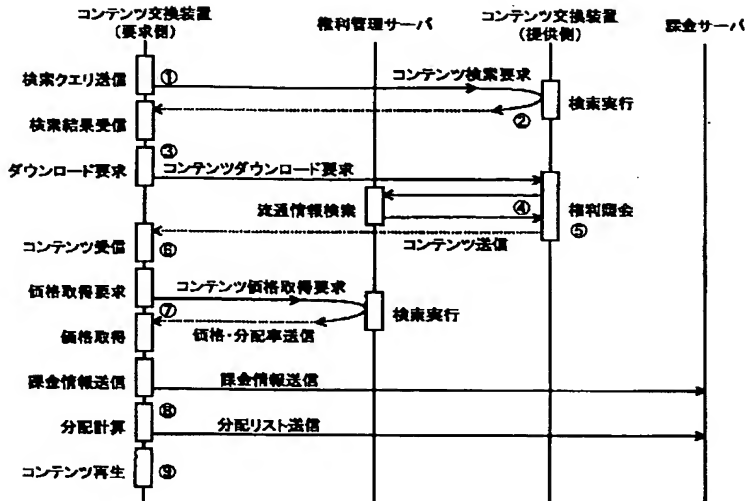 コンテンツ交換装置
(要求側)
権利管理サーバ
コンテンツ交換装置
(提供側)
課金サーバ
検索クエリ送信
①
コンテンツ検索要求
検索実行
②
検索結果受信
③
ダウンロード要求
コンテンツダウンロード要求
流通情報検索
④
権利照会
⑤
コンテンツ送信
コンテンツ受信
⑥
価格取得要求
コンテンツ価格取得要求
⑦
検索実行
価格取得
価格・分配率送信
課金情報送信
課金情報送信
⑧
分配計算
分配リスト送信
コンテンツ再生
⑨